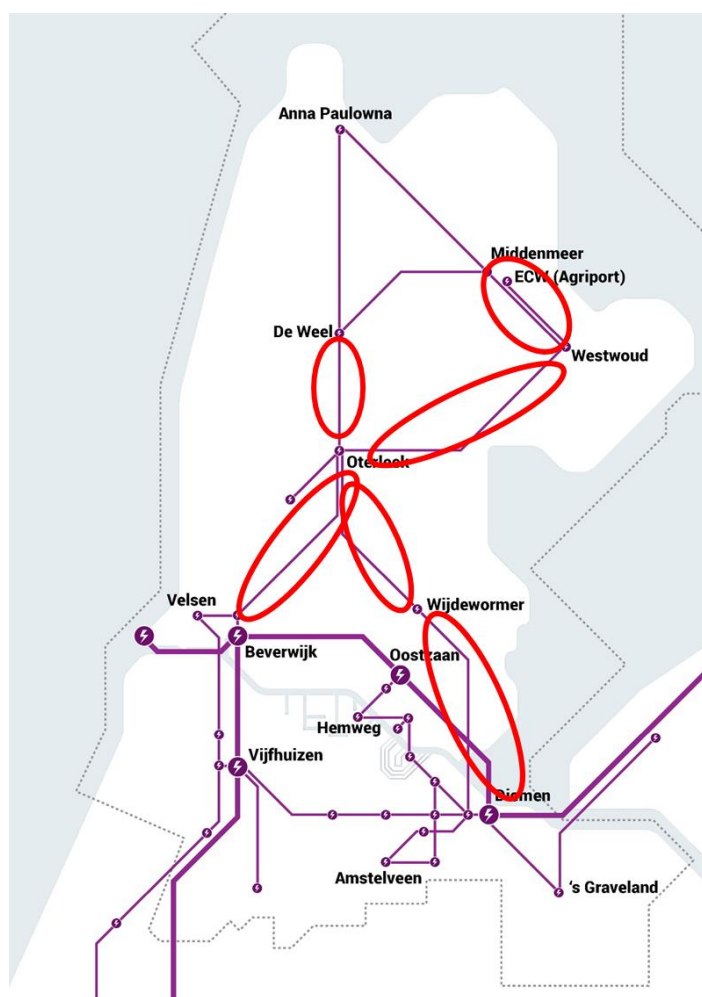 Anna Paulowna
Middenmeer
ECW (Agriport)
De Weel
Westwoud
Oterleek
Velsen
Wijdewormer
Beverwijk
Oostzaan
Hemweg
Vijfhuizen
Diemen
Amstelveen
's Graveland